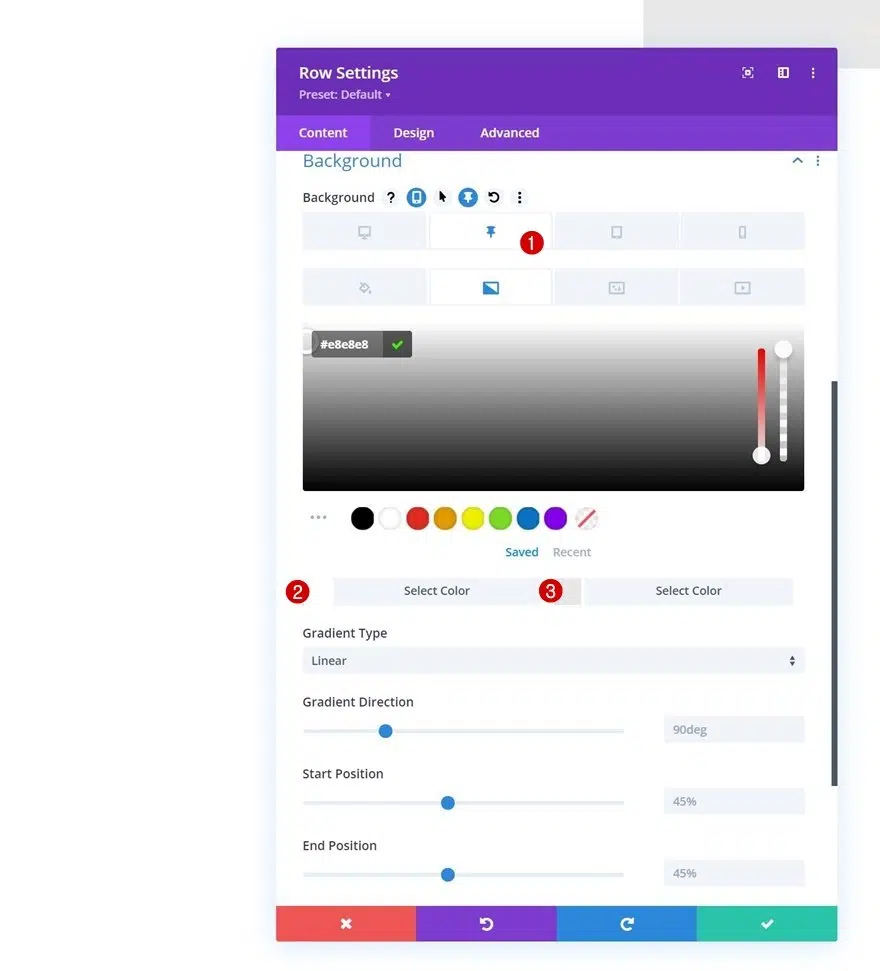 Row Settings
Preset: Default
Content Design Advanced
Background
Background ?
1
#e8e8e8
Saved Recent
2 Select Color 3 Select Color
Gradient Type
Linear
Gradient Direction
90deg
Start Position
45%
End Position
45%